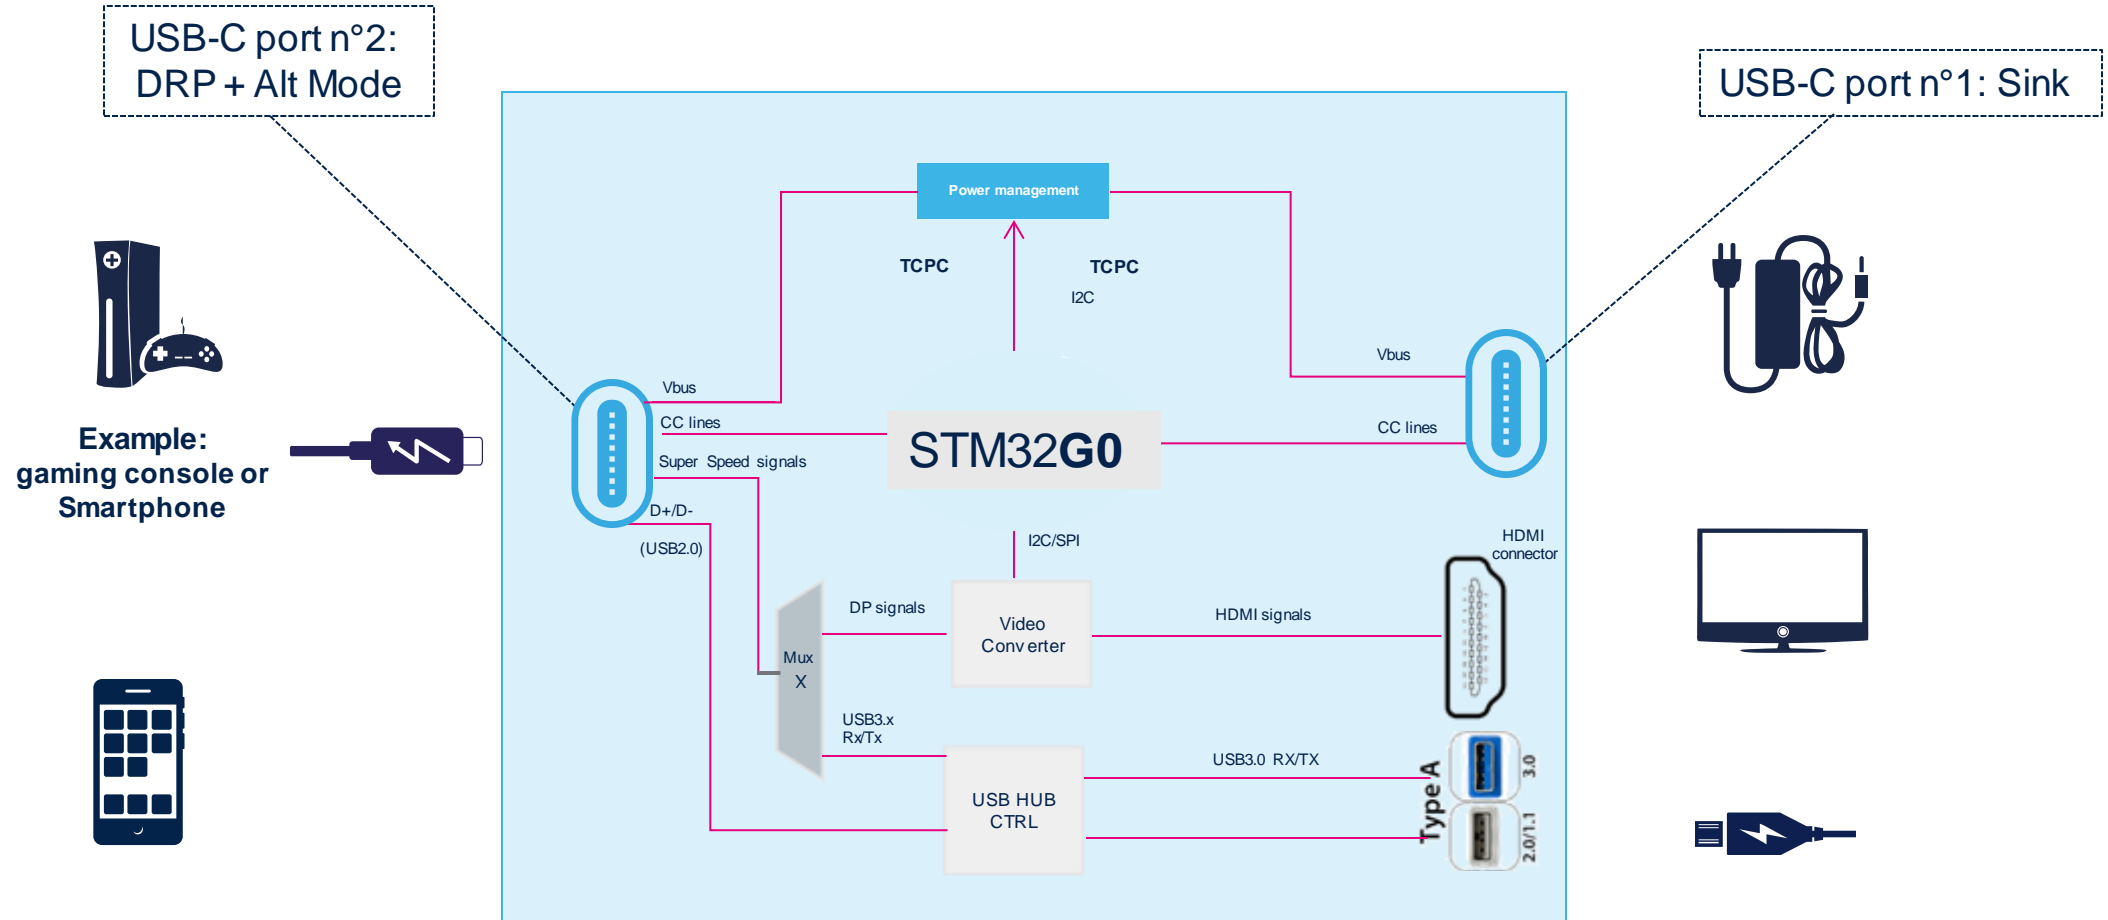 USB-C port n°2:
DRP + Alt Mode
USB-C port n°1: Sink
Power management
TCPC
TCPC
I2C
Vbus
Vbus
CC lines
CC lines
STM32G0
Super Speed signals
Example:
gaming console or
Smartphone
D+/D-
(USB2.0)
I2C/SPI
HDMI
connector
DP signals
Video
Converter
HDMI signals
Mux
X
USB3.x
Rx/Tx
USB3.0 RX/TX
USB HUB
CTRL
Type A
3.0
2.0/1.1